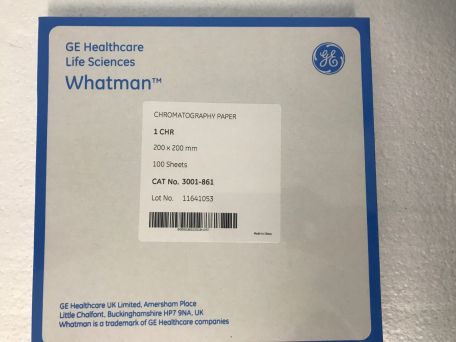 GE Healthcare
Life Sciences
Whatman™
GE
CHROMATOGRAPHY PAPER
1 CHR
200 x 200 mm
100 Sheets
CAT No. 3001-861
Lot No. 11641053
GE Healthcare UK Limited, Amersham Place
Little Chalfont, Buckinghamshire HP7 9NA, UK
Whatman is a trademark of GE Healthcare companies